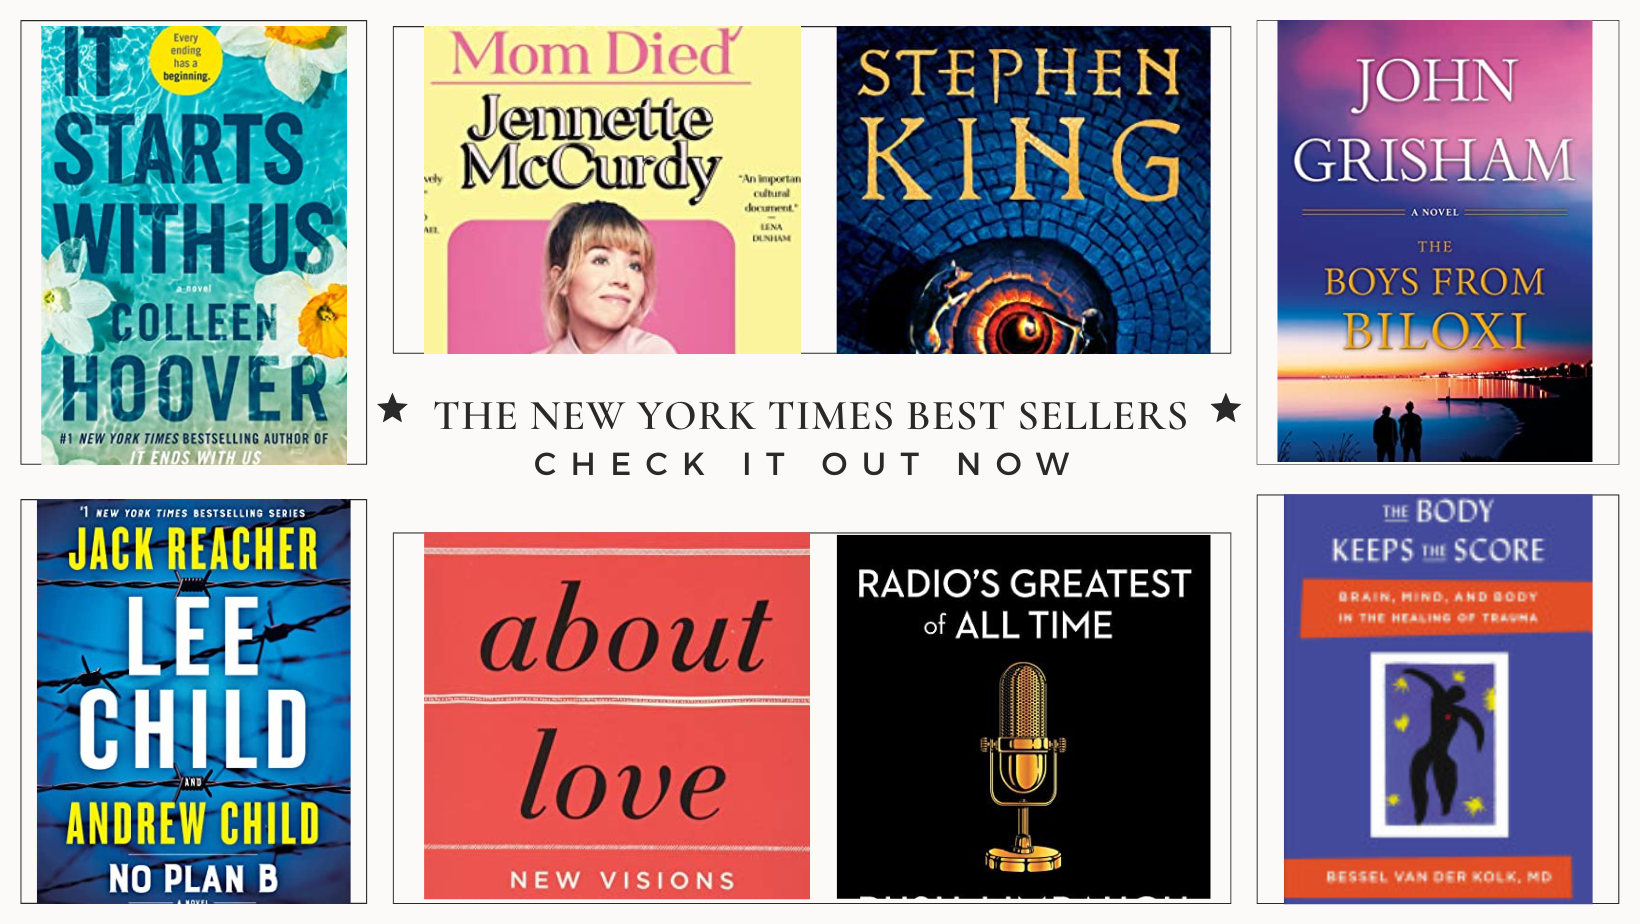 IT
STARTS
WITH US
a novel
COLLEEN
HOOVER
#1 NEW YORK TIMES BESTSELLING AUTHOR OF
IT ENDS WITH US
Every
ending
has a
beginning.
Mom Died
Jennette
McCurdy
"An importan
cultural
document."
—
LENA
DUNHAM
vely
"
AEL
STEPHEN
KING
JOHN
GRISHAM
A NOVEL
THE
BOYS FROM
BILOXI
★ THE NEW YORK TIMES BEST SELLERS ★
CHECK IT OUT NOW
#1 NEW YORK TIMES BESTSELLING SERIES
JACK REACHER
LEE
CHILD
AND
ANDREW CHILD
NO PLAN B
A NOVEL
about
love
NEW VISIONS
RADIO'S GREATEST
of ALL TIME
THE BODY
KEEPS THE SCORE
BRAIN, MIND, AND BODY
IN THE HEALING OF TRAUMA
BESSEL VAN DER KOLK, MD